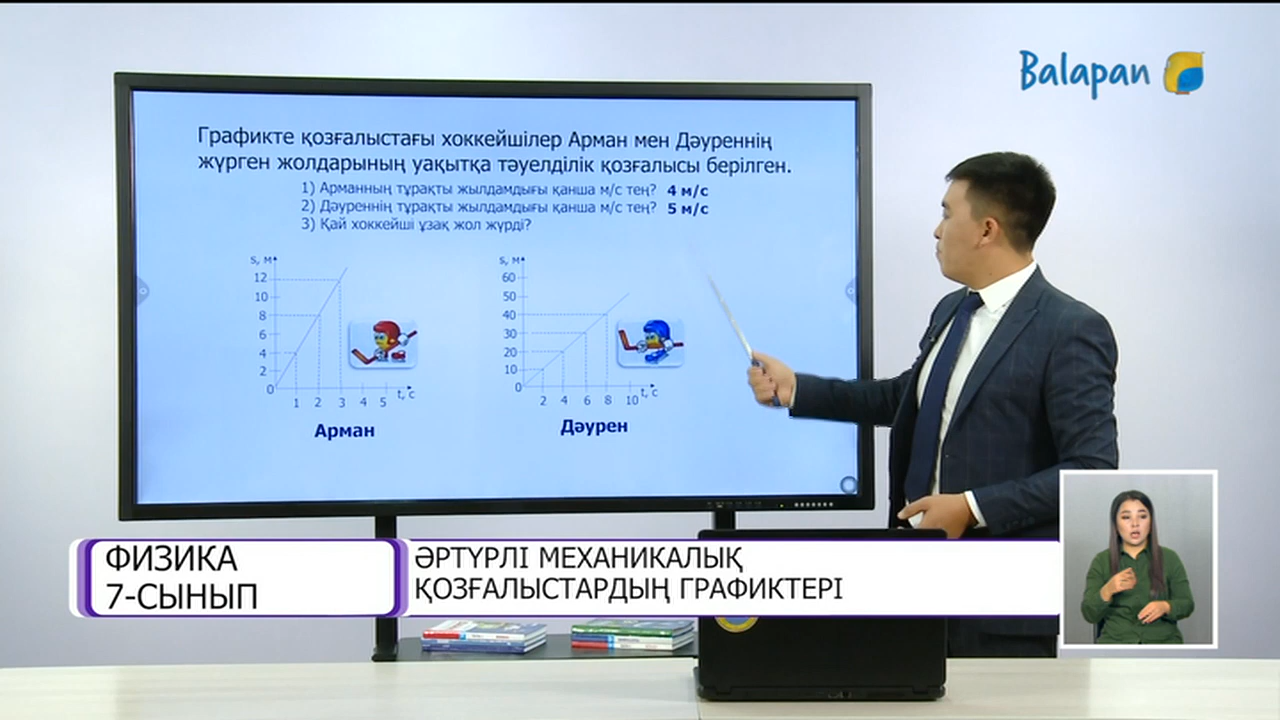 Balapan
Графикте қозғалыстағы хоккейшілер Арман мен Дәуреннің
жүрген жолдарының уақытқа тәуелділік қозғалысы берілген.
1) Арманның тұрақты жылдамдығы қанша м/с тең? 4 м/с
2) Дәуреннің тұрақты жылдамдығы қанша м/с тең? 5 м/с
3) Қай хоккейші ұзақ жол жүрді?
s, м
12
10
8
6
4
2
0
1 2 3 4 5 t, с
Арман
s, м
60
50
40
30
20
10
0
2 4 6 8 10 t, с
Дәурен
ФИЗИКА
7-СЫНЫП
ӘРТҮРЛІ МЕХАНИКАЛЫҚ
ҚОЗҒАЛЫСТАРДЫҢ ГРАФИКТЕРІ